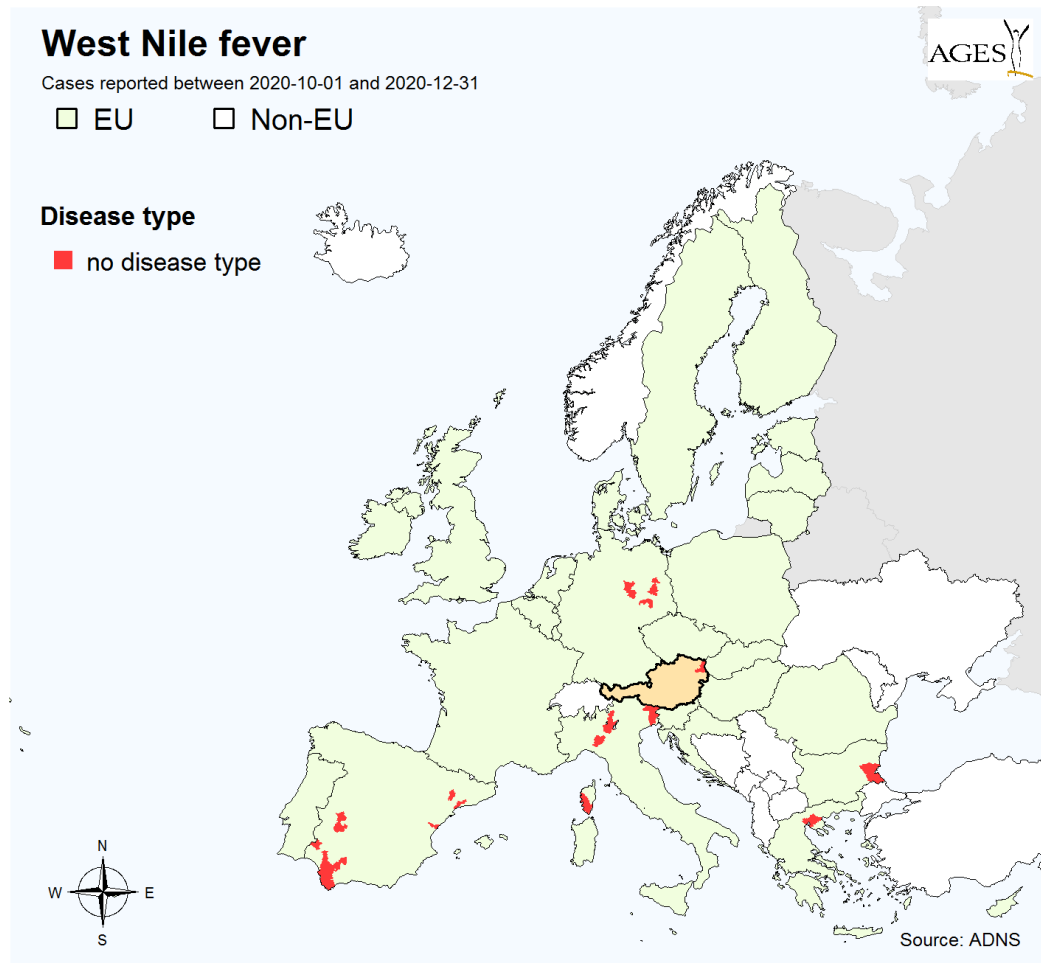 West Nile fever
Cases reported between 2020-10-01 and 2020-12-31
EU Non-EU
AGES
Disease type
no disease type
N
W E
S
Source: ADNS